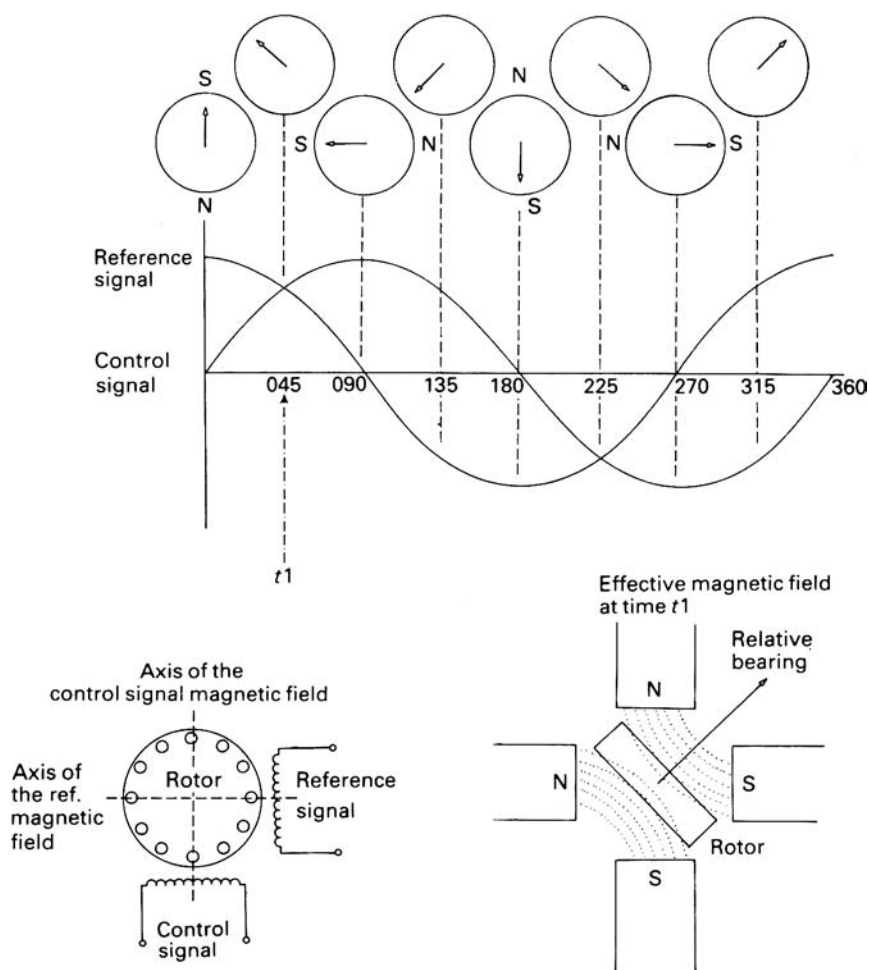 S
N
S
N
N
S
N
S
Reference
signal
Control
signal
045 090 135 180 225 270 315 360
t1
Effective magnetic field
at time t1
Relative
bearing
Axis of the
control signal magnetic field
Axis of
the ref.
magnetic
field
Rotor
Reference
signal
Control
signal
N
N
S
Rotor
S